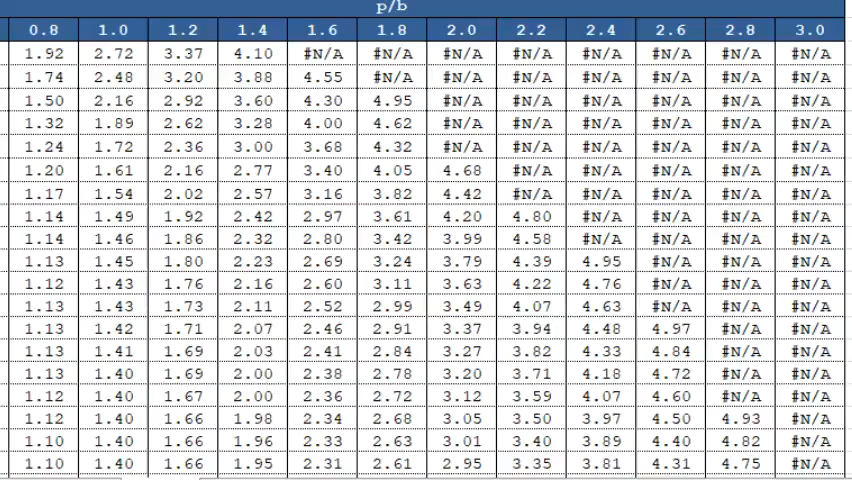 p/b
0.8 1.0 1.2 1.4 1.6 1.8 2.0 2.2 2.4 2.6 2.8 3.0
1.92 2.72 3.37 4.10 #N/A #N/A #N/A #N/A #N/A #N/A #N/A #N/A
1.74 2.48 3.20 3.88 4.55 #N/A #N/A #N/A #N/A #N/A #N/A #N/A
1.50 2.16 2.92 3.60 4.30 4.95 #N/A #N/A #N/A #N/A #N/A #N/A
1.32 1.89 2.62 3.28 4.00 4.62 #N/A #N/A #N/A #N/A #N/A #N/A
1.24 1.72 2.36 3.00 3.68 4.32 #N/A #N/A #N/A #N/A #N/A #N/A
1.20 1.61 2.16 2.77 3.40 4.05 4.68 #N/A #N/A #N/A #N/A #N/A
1.17 1.54 2.02 2.57 3.16 3.82 4.42 #N/A #N/A #N/A #N/A #N/A
1.14 1.49 1.92 2.42 2.97 3.61 4.20 4.80 #N/A #N/A #N/A #N/A
1.14 1.46 1.86 2.32 2.80 3.42 3.99 4.58 #N/A #N/A #N/A #N/A
1.13 1.45 1.80 2.23 2.69 3.24 3.79 4.39 4.95 #N/A #N/A #N/A
1.12 1.43 1.76 2.16 2.60 3.11 3.63 4.22 4.76 #N/A #N/A #N/A
1.13 1.43 1.73 2.11 2.52 2.99 3.49 4.07 4.63 #N/A #N/A #N/A
1.13 1.42 1.71 2.07 2.46 2.91 3.37 3.94 4.48 4.97 #N/A #N/A
1.13 1.41 1.69 2.03 2.41 2.84 3.27 3.82 4.33 4.84 #N/A #N/A
1.13 1.40 1.69 2.00 2.38 2.78 3.20 3.71 4.18 4.72 #N/A #N/A
1.12 1.40 1.67 2.00 2.36 2.72 3.12 3.59 4.07 4.60 #N/A #N/A
1.12 1.40 1.66 1.98 2.34 2.68 3.05 3.50 3.97 4.50 4.93 #N/A
1.10 1.40 1.66 1.96 2.33 2.63 3.01 3.40 3.89 4.40 4.82 #N/A
1.10 1.40 1.66 1.95 2.31 2.61 2.95 3.35 3.81 4.31 4.75 #N/A